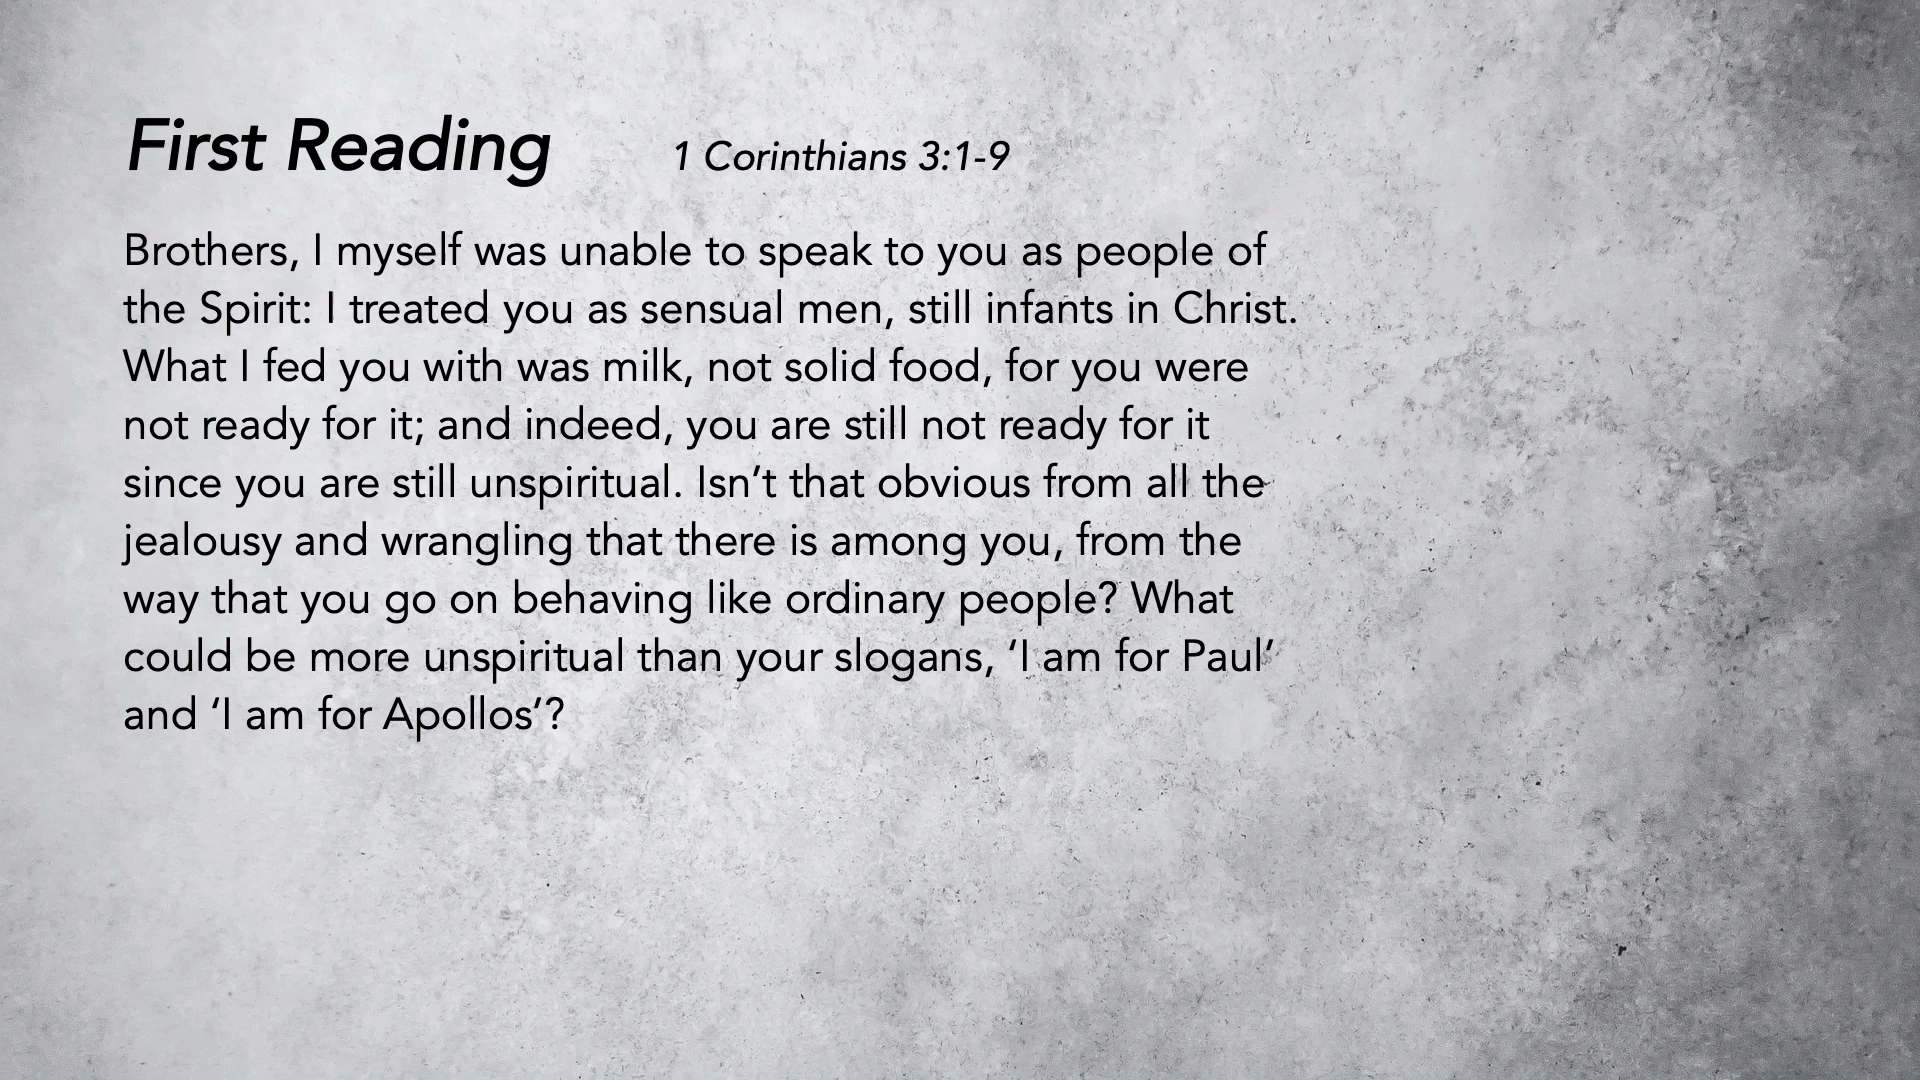 First Reading 1 Corinthians 3:1-9
Brothers, I myself was unable to speak to you as people of
the Spirit: I treated you as sensual men, still infants in Christ.
What I fed you with was milk, not solid food, for you were
not ready for it; and indeed, you are still not ready for it
since you are still unspiritual. Isn’t that obvious from all the
jealousy and wrangling that there is among you, from the
way that you go on behaving like ordinary people? What
could be more unspiritual than your slogans, ‘I am for Paul’
and ‘I am for Apollos’?